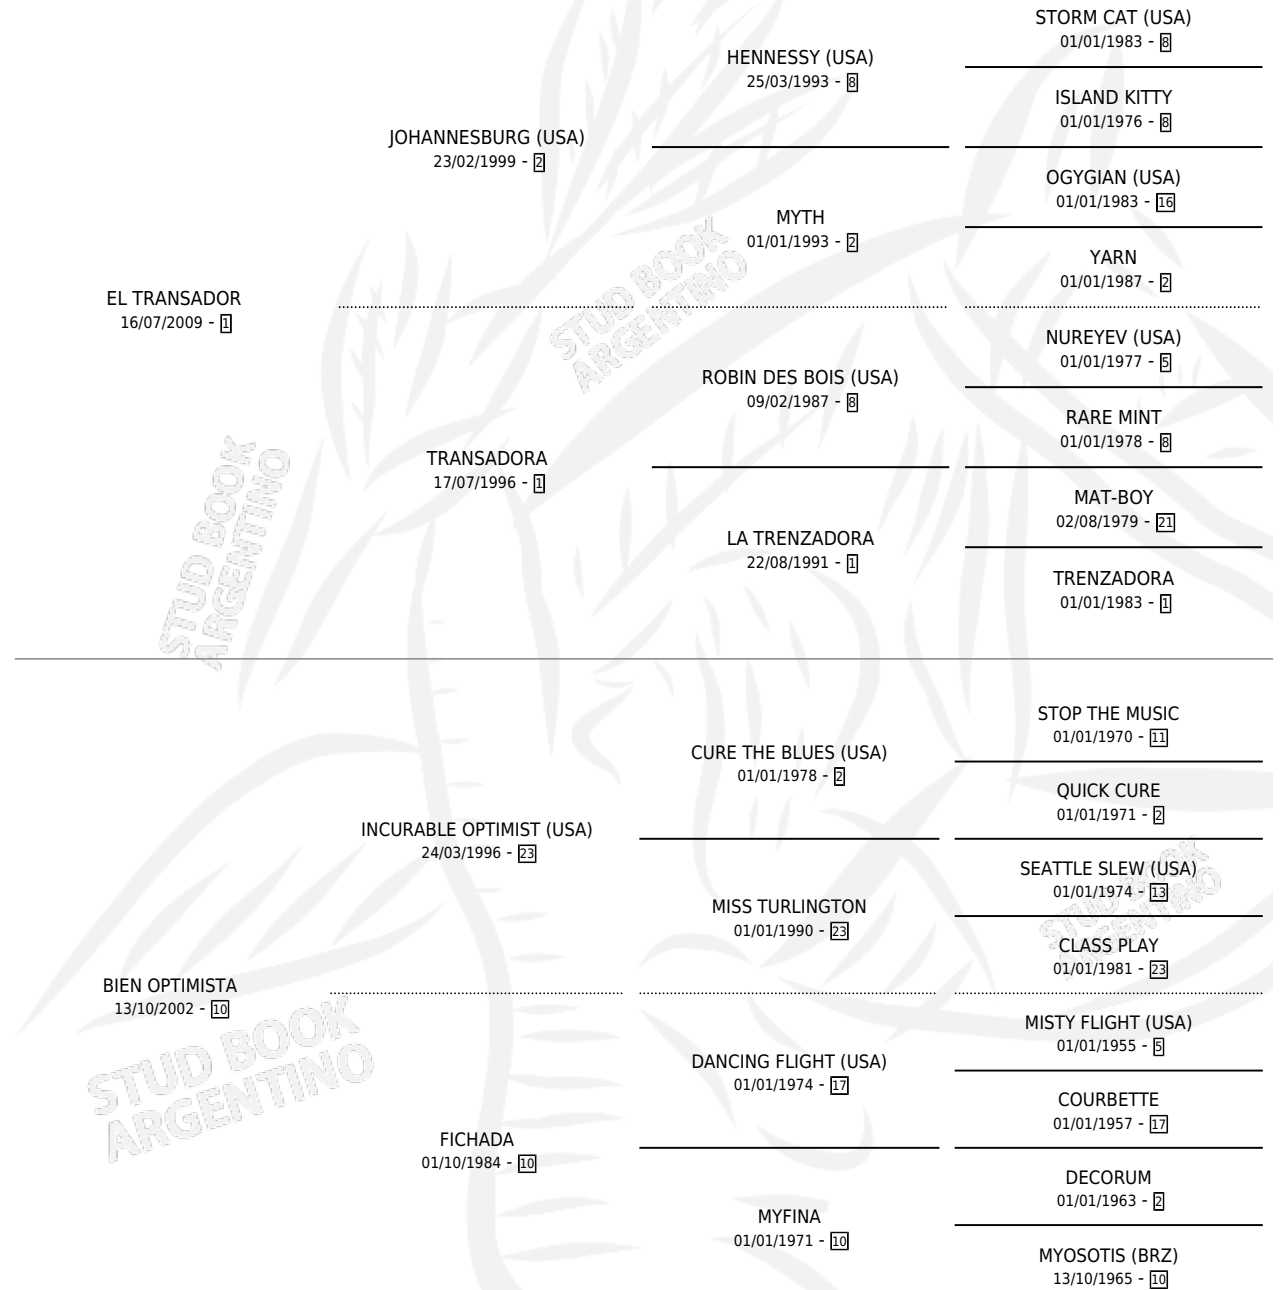 STORM CAT (USA)
01/01/1983 - 8
HENNESSY (USA)
25/03/1993 - 8
ISLAND KITTY
01/01/1976 - 8
JOHANNESBURG (USA)
23/02/1999 - 2
OGYGIAN (USA)
01/01/1983 - 16
MYTH
01/01/1993 - 2
YARN
01/01/1987 - 2
EL TRANSADOR
16/07/2009 - 1
STUD BOOK
ARGENTINO
NUREYEV (USA)
01/01/1977 - 5
ROBIN DES BOIS (USA)
09/02/1987 - 8
RARE MINT
01/01/1978 - 8
TRANSADORA
17/07/1996 - 1
MAT-BOY
02/08/1979 - 21
LA TRENZADORA
22/08/1991 - 1
TRENZADORA
01/01/1983 - 1
STUD BOOK
ARGENTINO
STOP THE MUSIC
01/01/1970 - 11
CURE THE BLUES (USA)
01/01/1978 - 2
QUICK CURE
01/01/1971 - 2
INCURABLE OPTIMIST (USA)
24/03/1996 - 23
SEATTLE SLEW (USA)
01/01/1974 - 13
MISS TURLINGTON
01/01/1990 - 23
STUD BOOK
ARGENTINO
CLASS PLAY
01/01/1981 - 23
BIEN OPTIMISTA
13/10/2002 - 10
MISTY FLIGHT (USA)
01/01/1955 - 5
DANCING FLIGHT (USA)
01/01/1974 - 17
COURBETTE
01/01/1957 - 17
STUD BOOK
ARGENTINO
FICHADA
01/10/1984 - 10
DECORUM
01/01/1963 - 2
MYFINA
01/01/1971 - 10
MYOSOTIS (BRZ)
13/10/1965 - 10